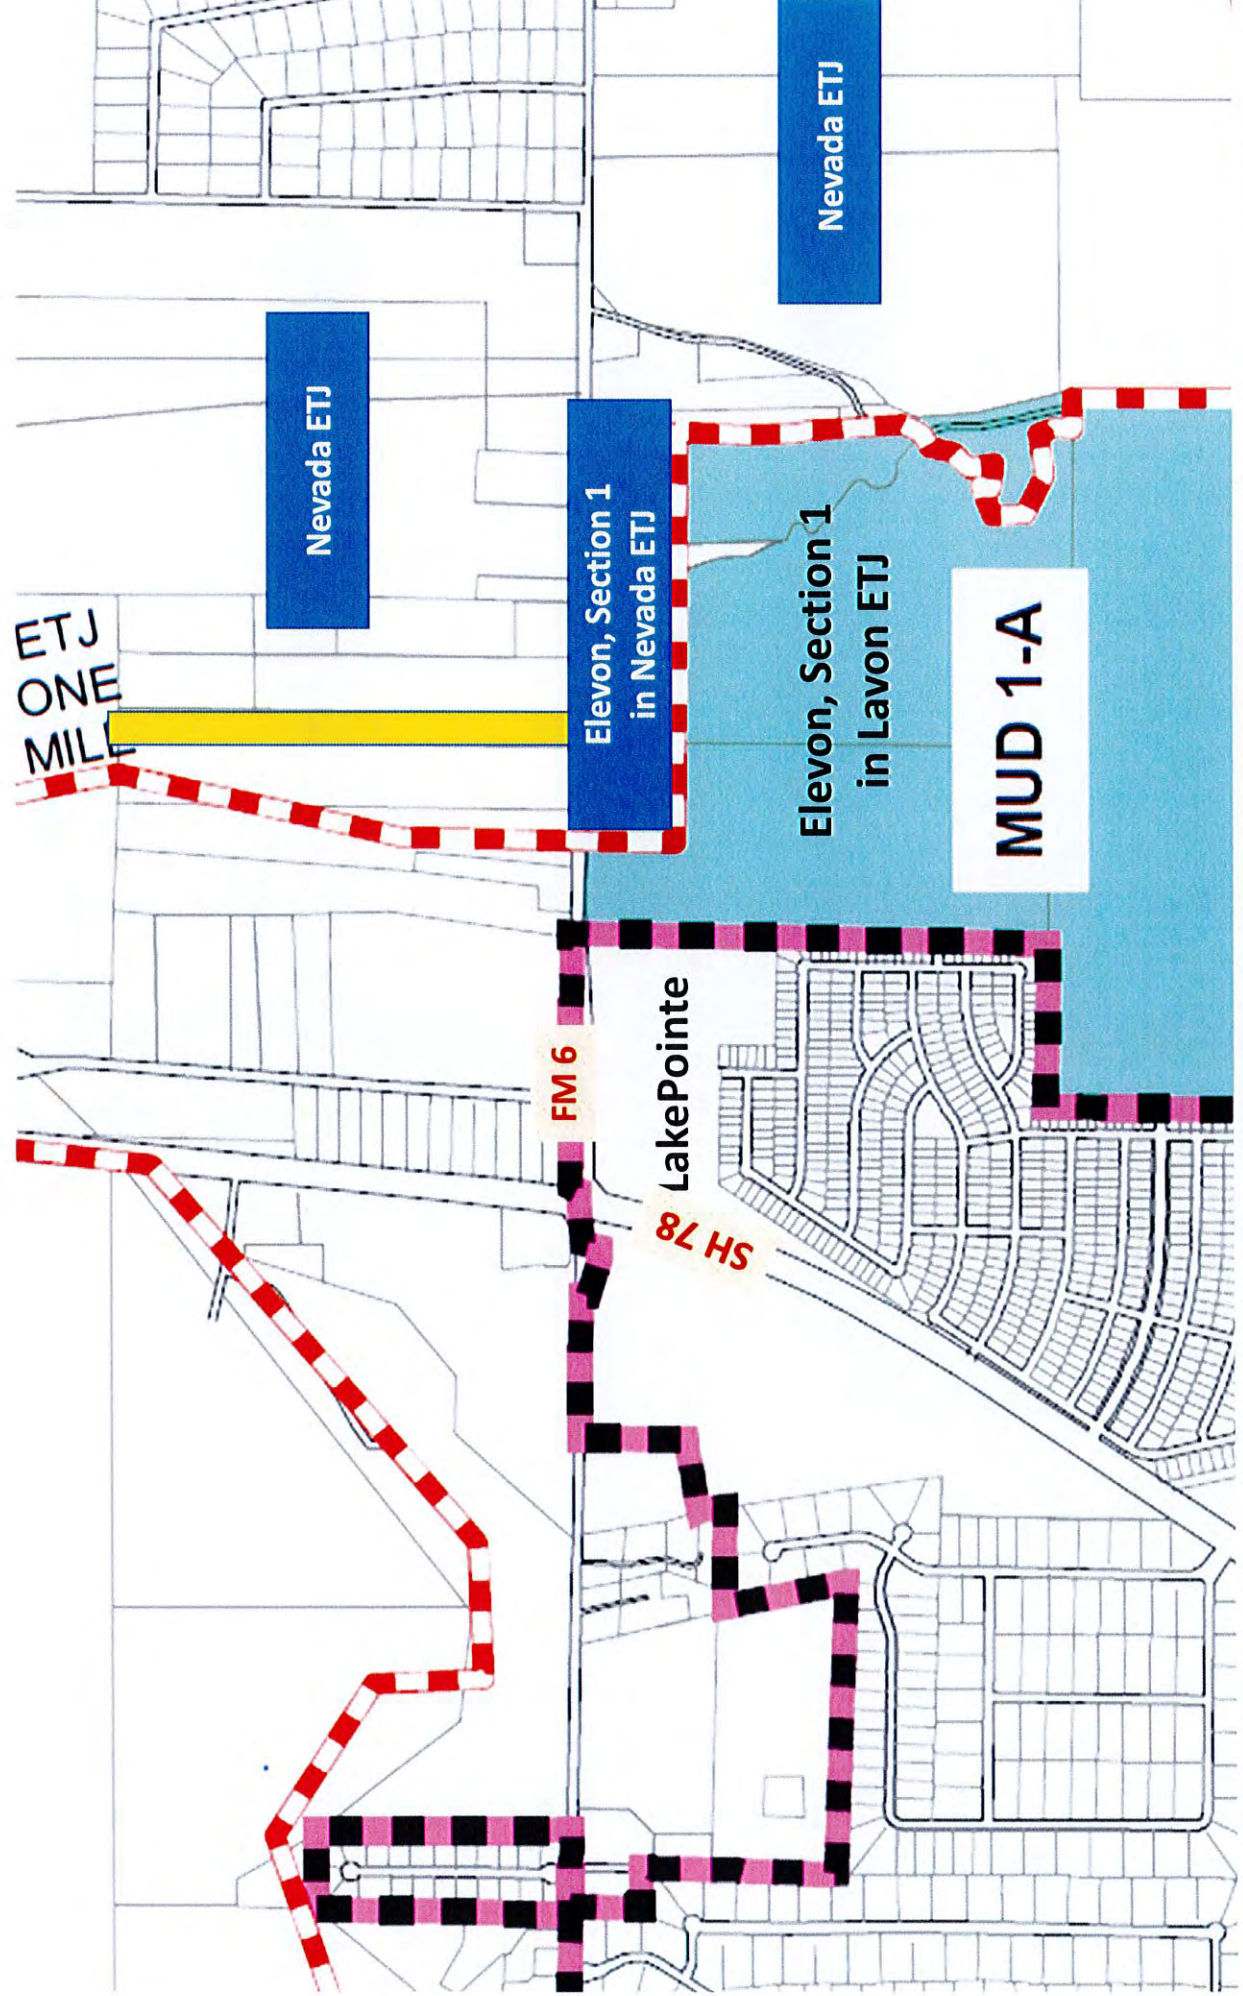 ETJ
ONE
MILE
Nevada ETJ
Nevada ETJ
Elevon, Section 1
in Nevada ETJ
Elevon, Section 1
in Lavon ETJ
MUD 1-A
FM 6
LakePointe
SH 78